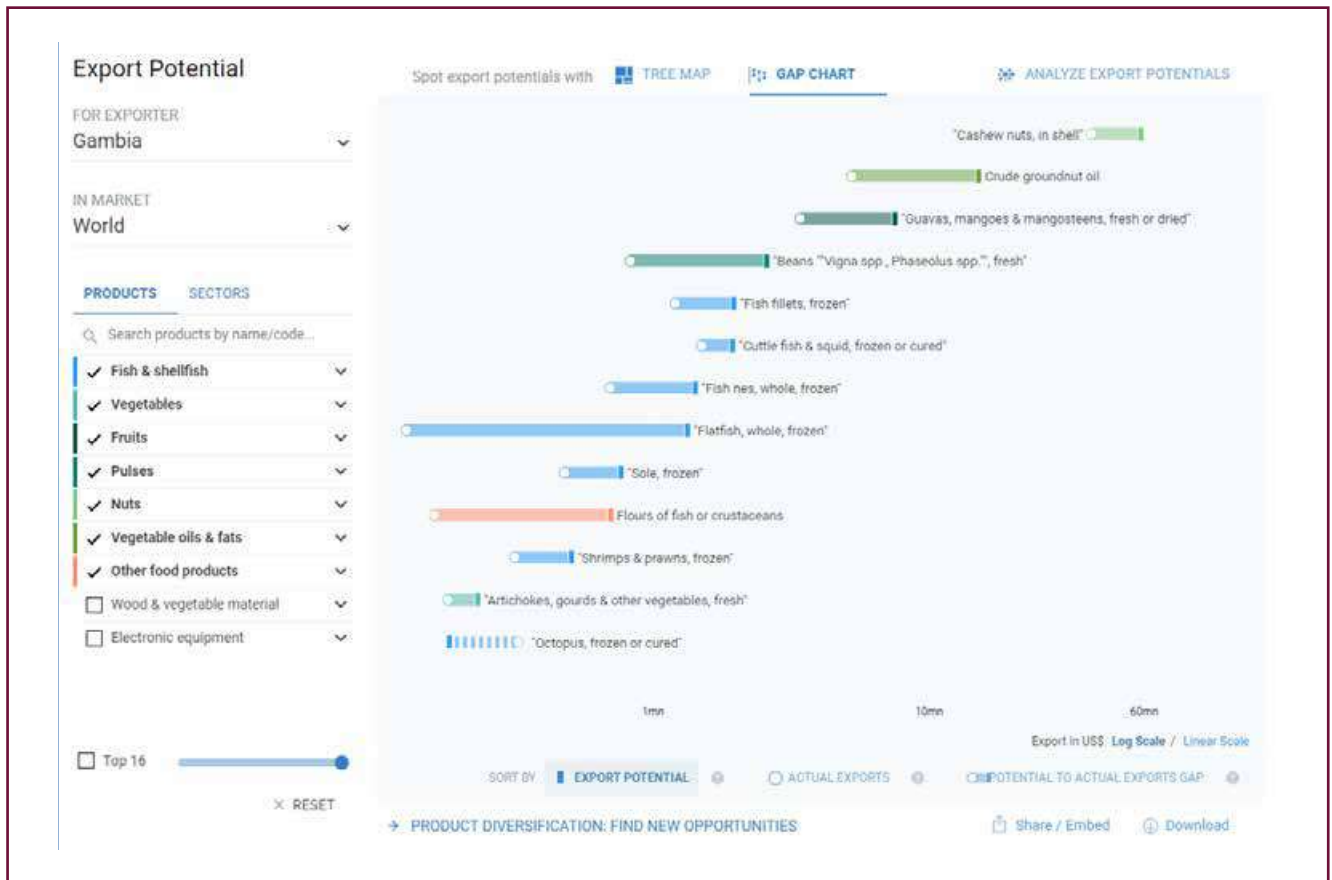 Export Potential
FOR EXPORTER
Gambia
IN MARKET
World
PRODUCTS SECTORS
Search products by name/code...
Fish & shellfish
Vegetables
Fruits
Pulses
Nuts
Vegetable oils & fats
Other food products
Wood & vegetable material
Electronic equipment
Top 16
× RESET
Spot export potentials with TREE MAP GAP CHART ANALYZE EXPORT POTENTIALS
"Cashew nuts, in shell"
Crude groundnut oil
"Guavas, mangoes & mangosteens, fresh or dried"
"Beans "Vigna spp., Phaseolus spp."", fresh"
"Fish fillets, frozen"
"Cuttle fish & squid, frozen or cured"
"Fish nes, whole, frozen"
"Flatfish, whole, frozen"
"Sole, frozen"
Flours of fish or crustaceans
"Shrimps & prawns, frozen"
"Artichokes, gourds & other vegetables, fresh"
"Octopus, frozen or cured"
1mn 10mn 60mn
Export in US$ Log Scale / Linear Scale
SORT BY EXPORT POTENTIAL ACTUAL EXPORTS POTENTIAL TO ACTUAL EXPORTS GAP
→ PRODUCT DIVERSIFICATION: FIND NEW OPPORTUNITIES Share / Embed Download